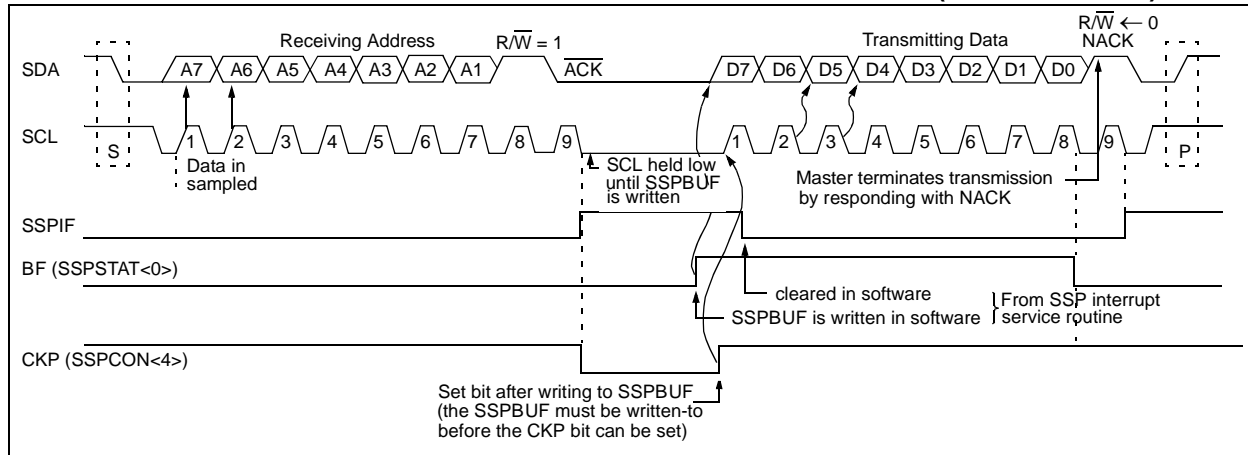 R/W ← 0
Receiving Address
R/W = 1
Transmitting Data
NACK
SDA
A7 A6 A5 A4 A3 A2 A1
ACK
D7 D6 D5 D4 D3 D2 D1 D0
SCL
S
1 2 3 4 5 6 7 8 9
1 2 3 4 5 6 7 8 9
P
Data in
sampled
SCL held low
until SSPBUF
is written
Master terminates transmission
by responding with NACK
SSPIF
BF (SSPSTAT<0>)
cleared in software
SSPBUF is written in software
From SSP interrupt
service routine
CKP (SSPCON<4>)
Set bit after writing to SSPBUF
(the SSPBUF must be written-to
before the CKP bit can be set)